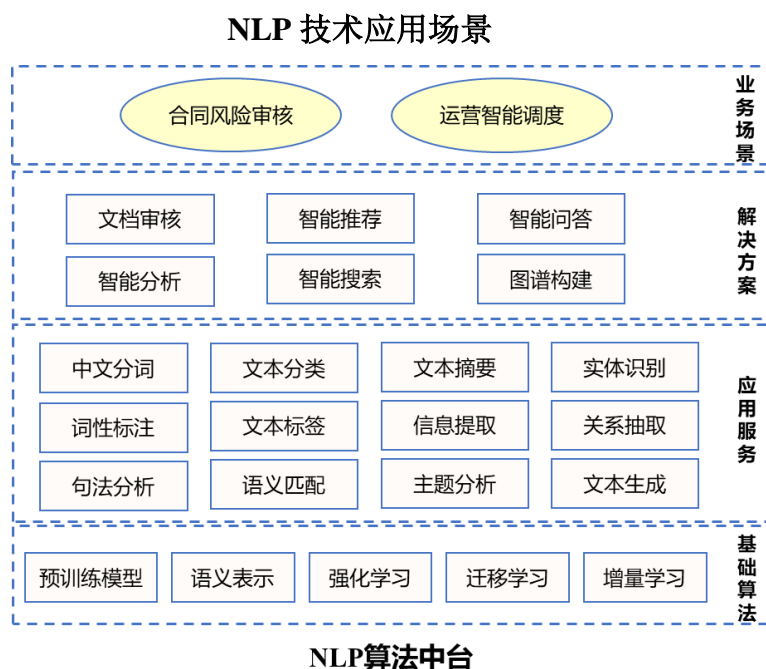 NLP 技术应用场景
合同风险审核 运营智能调度
业务场景
文档审核 智能推荐 智能问答
智能分析 智能搜索 图谱构建
解决方案
中文分词 文本分类 文本摘要 实体识别
词性标注 文本标签 信息提取 关系抽取
句法分析 语义匹配 主题分析 文本生成
应用服务
预训练模型 语义表示 强化学习 迁移学习 增量学习
基础算法
NLP算法中台